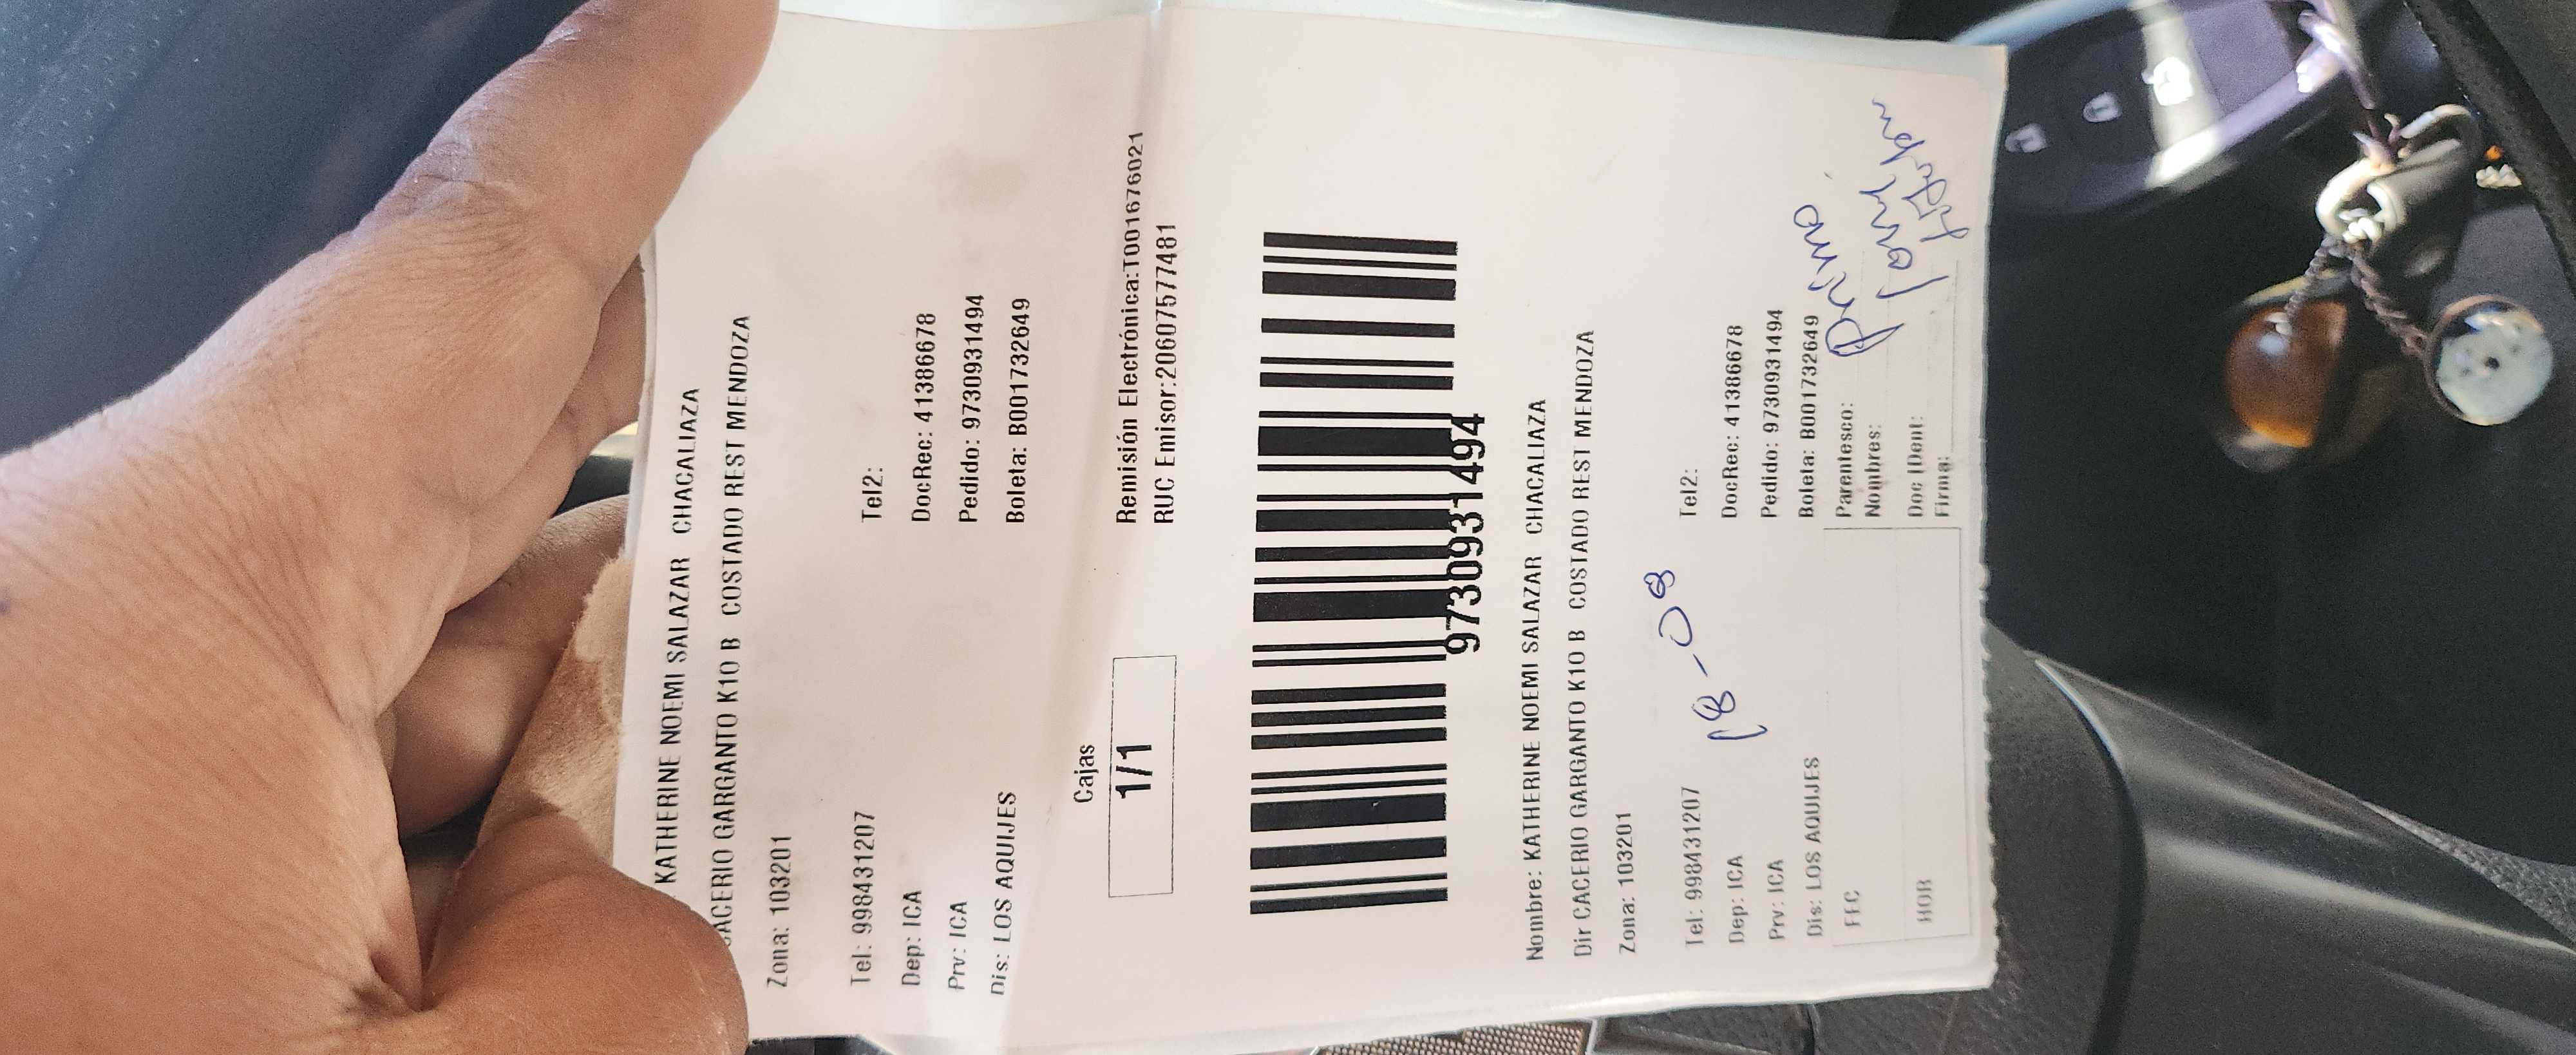 KATHERINE NOEMI SALAZAR CHACALIAZA
CACERIO GARGANTO K10 B COSTADO REST MENDOZA
Zona: 103201
Tel: 998431207 Tel2:
Dep: ICA DocRec: 41386678
Prv: ICA Pedido: 9730931494
Dis: LOS AQUIJES Boleta: B001732649
Cajas
1/1
Remisión Electrónica:T001676021
RUC Emisor:20607577481
9730931494
Nombre: KATHERINE NOEMI SALAZAR CHACALIAZA
Dir CACERIO GARGANTO K10 B COSTADO REST MENDOZA
Zona: 103201
18-08
Tel: 998431207 Tel2:
Dep: ICA DocRec: 41386678
Prv: ICA Pedido: 9730931494
Dis: LOS AQUIJES Boleta: B001732649
FEC Parentesco: Primo
Nombres:
HOR Doc IDent:
Firma: